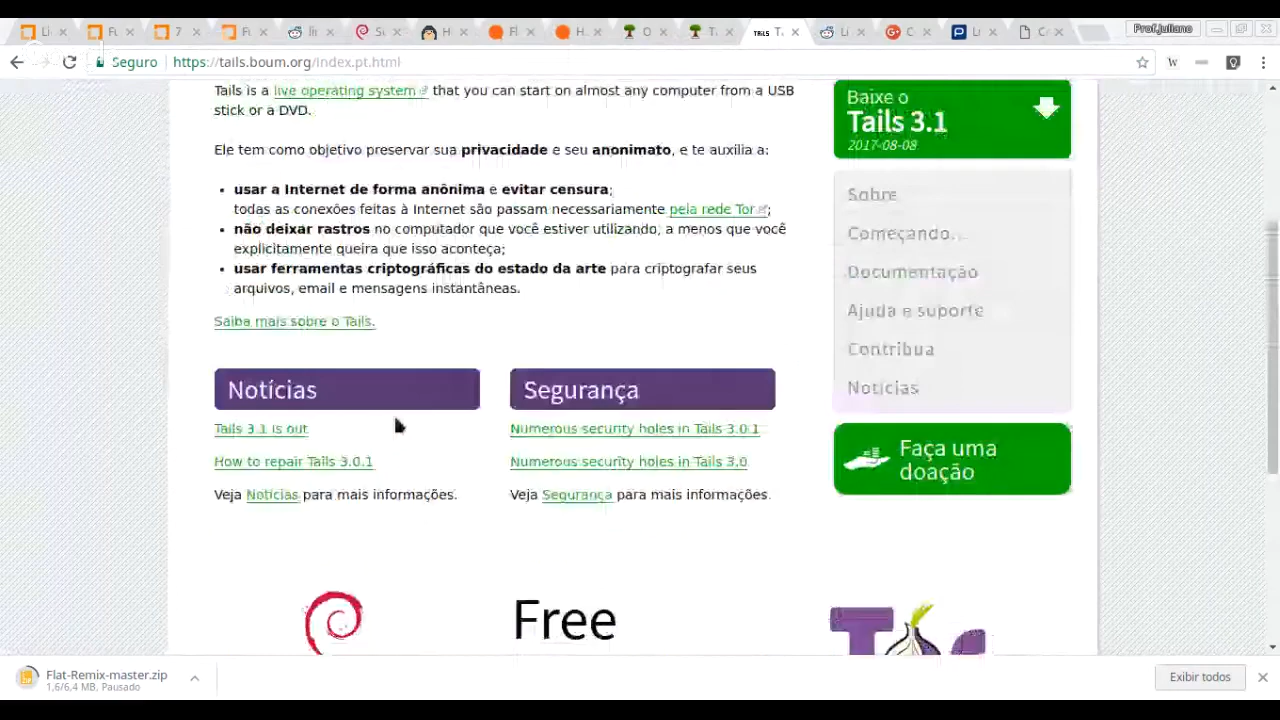 Prof.Juliano
Seguro
https://tails.boum.org/index.pt.html
Tails is a live operating system that you can start on almost any computer from a USB
stick or a DVD.
Ele tem como objetivo preservar sua privacidade e seu anonimato, e te auxilia a:
usar a Internet de forma anônima e evitar censura;
todas as conexões feitas à Internet são passam necessariamente pela rede Tor;
não deixar rastros no computador que você estiver utilizando, a menos que você
explicitamente queira que isso aconteça;
usar ferramentas criptográficas do estado da arte para criptografar seus
arquivos, email e mensagens instantâneas.
Saiba mais sobre o Tails.
Notícias
Tails 3.1 is out
How to repair Tails 3.0.1
Veja Notícias para mais informações.
Segurança
Numerous security holes in Tails 3.0.1
Numerous security holes in Tails 3.0
Veja Segurança para mais informações.
Baixe o
Tails 3.1
2017-08-08
Sobre
Começando...
Documentação
Ajuda e suporte
Contribua
Notícias
Faça uma
doação
Free
Flat-Remix-master.zip
1,6/6,4 MB, Pausado
Exibir todos